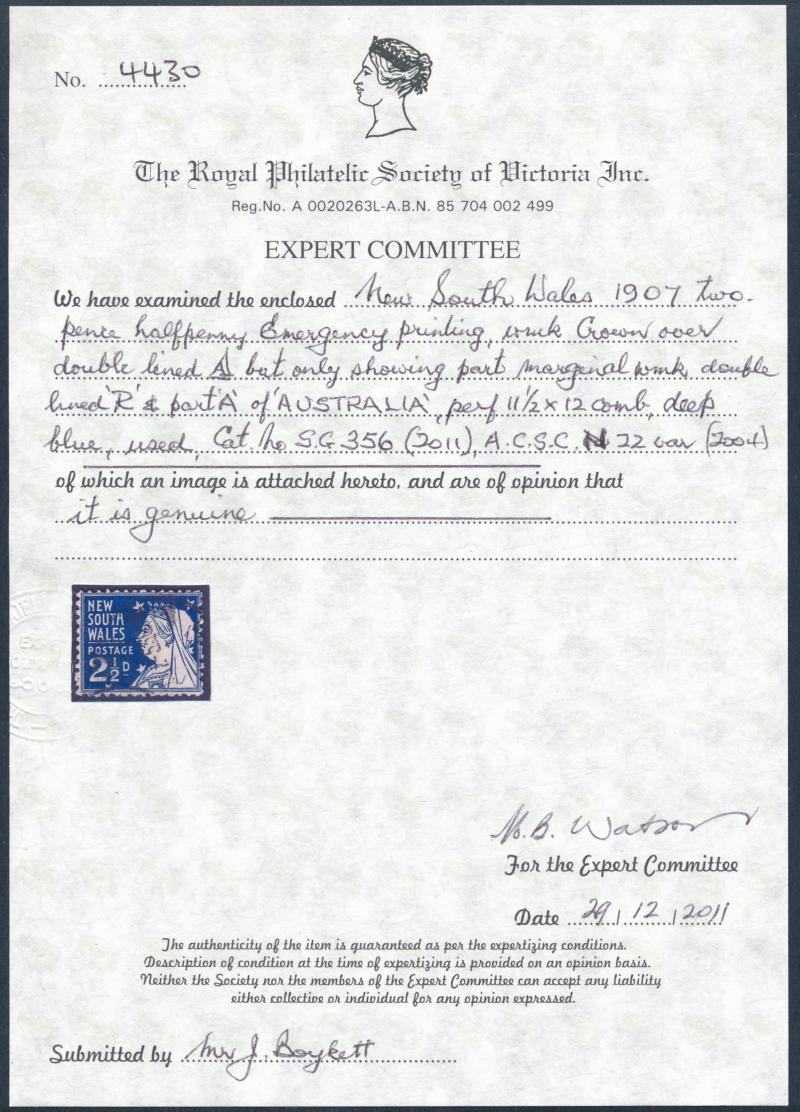 No. 4430
The Royal Philatelic Society of Victoria Inc.
Reg.No. A 0020263L-A.B.N. 85 704 002 499
EXPERT COMMITTEE
We have examined the enclosed New South Wales 1907 two-
pence halfpenny Emergency printing, wmk Crown over
double lined A but only showing part marginal wmk double
lined 'R' & part 'A' of 'AUSTRALIA', perf 11½ x 12 comb, deep
blue, used, Cat. No S.G. 356 (2011), A.C.S.C. N 22 var (2004)
of which an image is attached hereto, and are of opinion that
it is genuine
NEW
SOUTH
WALES
POSTAGE
2½D
M.B. Watson
For the Expert Committee
Date 29/12/2011
The authenticity of the item is guaranteed as per the expertizing conditions.
Description of condition at the time of expertizing is provided on an opinion basis.
Neither the Society nor the members of the Expert Committee can accept any liability
either collective or individual for any opinion expressed.
Submitted by Mr J. Boykett